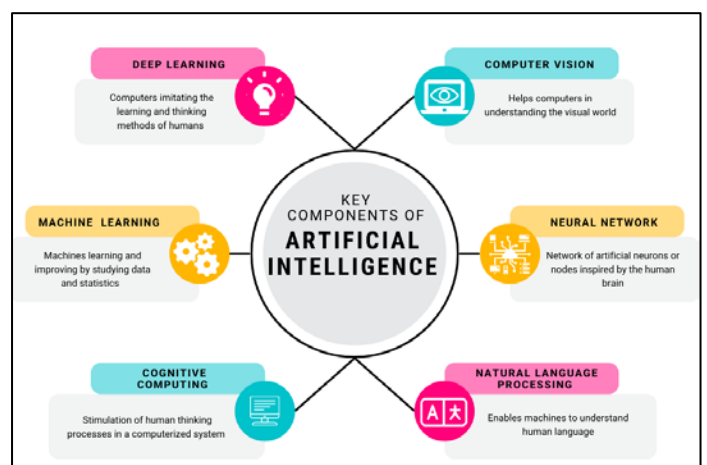 DEEP LEARNING
Computers imitating the
learning and thinking
methods of humans
COMPUTER VISION
Helps computers in
understanding the visual world
KEY
COMPONENTS OF
ARTIFICIAL
INTELLIGENCE
MACHINE LEARNING
Machines learning and
improving by studying data
and statistics
NEURAL NETWORK
Network of artificial neurons or
nodes inspired by the human
brain
COGNITIVE
COMPUTING
Stimulation of human thinking
processes in a computerized system
NATURAL LANGUAGE
PROCESSING
A 大
Enables machines to understand
human language